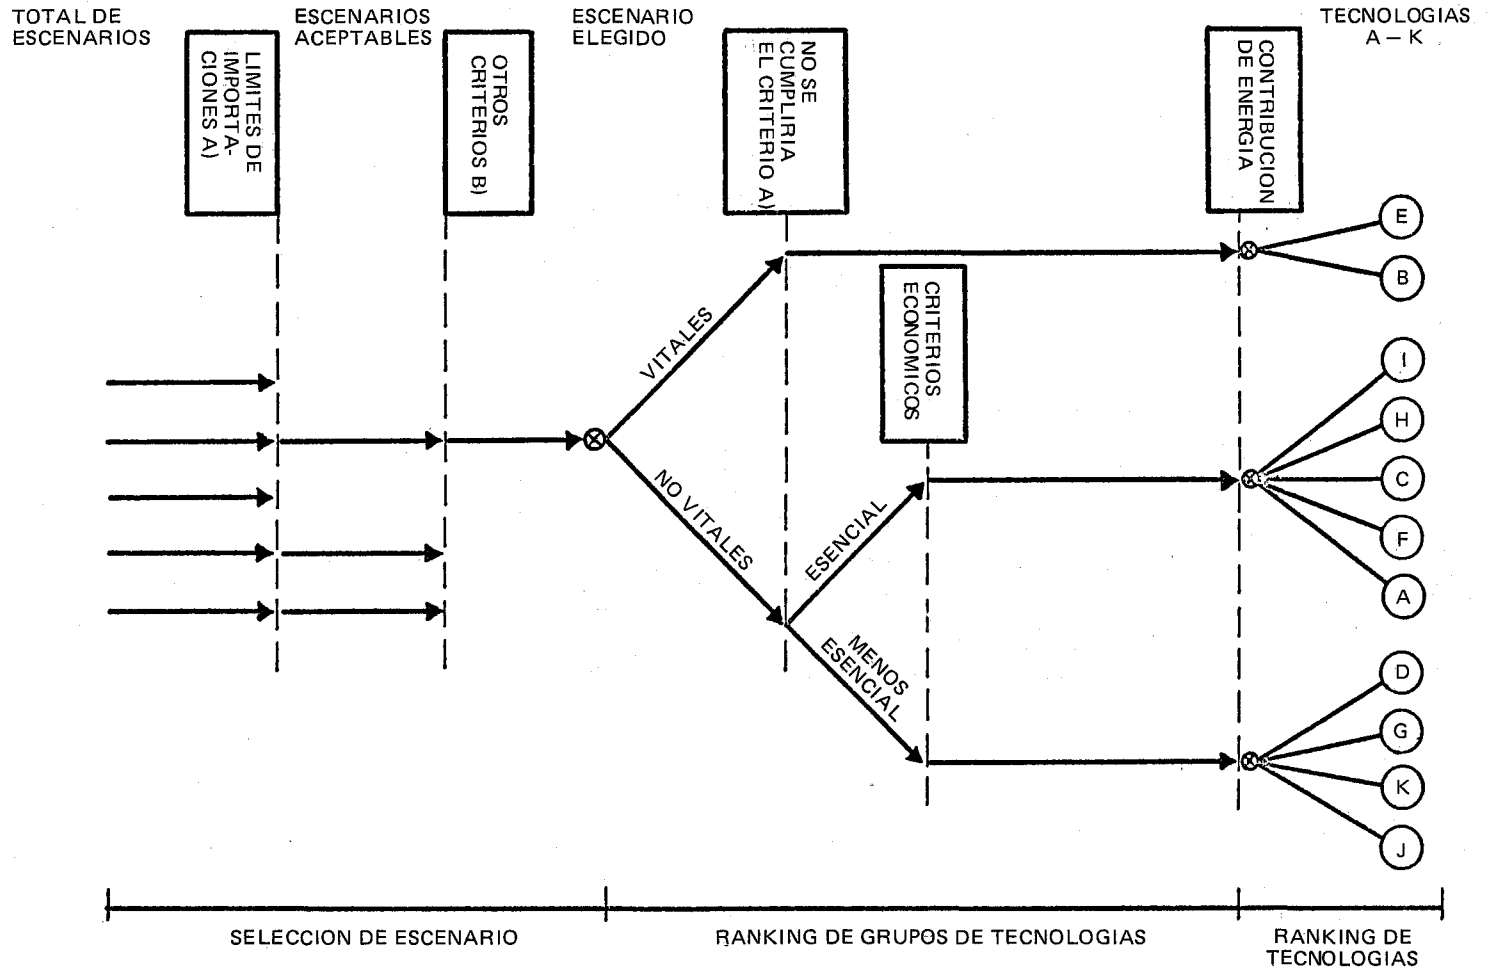 TOTAL DE
ESCENARIOS
ESCENARIOS
ACEPTABLES
ESCENARIO
ELEGIDO
TECNOLOGIAS
A – K
LIMITES DE
IMPORTA-
CIONES A)
OTROS
CRITERIOS B)
NO SE
CUMPLIRIA
EL CRITERIO A)
CONTRIBUCION
DE ENERGIA
CRITERIOS
ECONOMICOS
VITALES
NO VITALES
ESENCIAL
MENOS
ESENCIAL
E
B
I
H
C
F
A
D
G
K
J
SELECCION DE ESCENARIO
RANKING DE GRUPOS DE TECNOLOGIAS
RANKING DE
TECNOLOGIAS